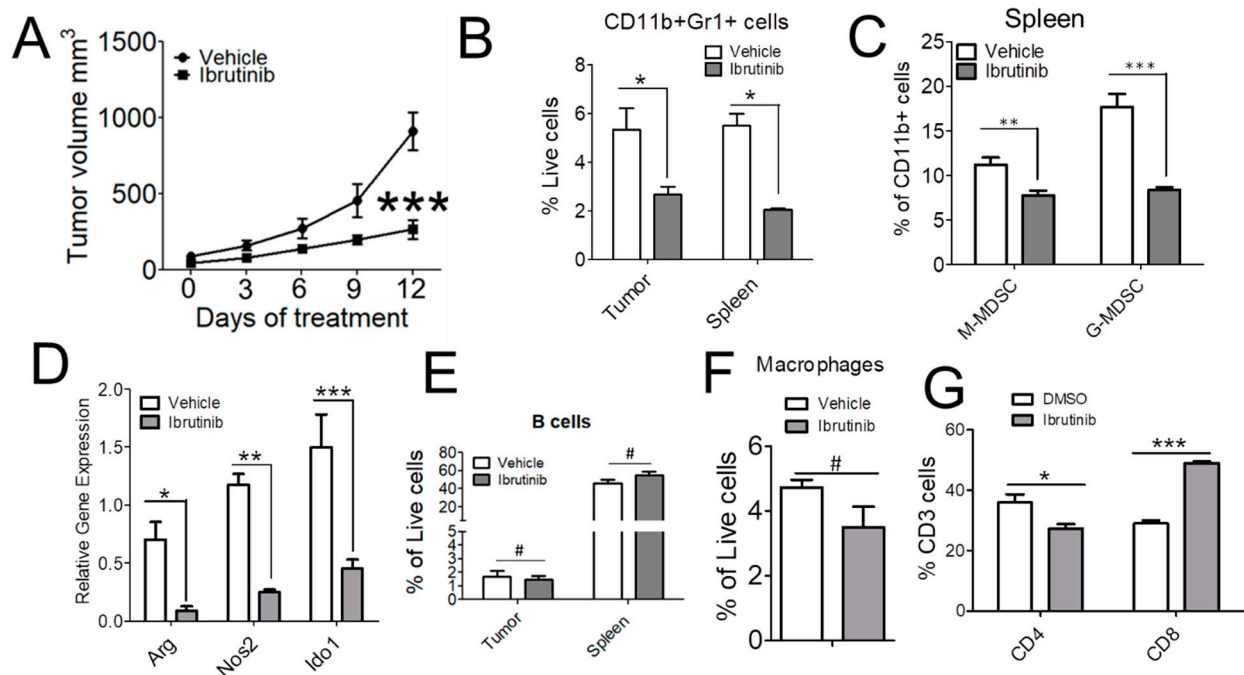 A
1500
1000
500
0
Tumor volume mm3
Vehicle
Ibrutinib
***
0 3 6 9 12
Days of treatment
B
CD11b+Gr1+ cells
Vehicle
Ibrutinib
8
6
4
2
0
% Live cells
*
*
Tumor
Spleen
C
Spleen
Vehicle
Ibrutinib
25
20
15
10
5
0
% of CD11b+ cells
**
***
M-MDSC
G-MDSC
D
2.0
1.5
1.0
0.5
0.0
Relative Gene Expression
Vehicle
Ibrutinib
*
**
***
Arg
Nos2
Ido1
E
B cells
Vehicle
Ibrutinib
80
60
40
20
5
4
3
2
1
0
% of Live cells
#
#
Tumor
Spleen
F
Macrophages
Vehicle
Ibrutinib
6
4
2
0
% of Live cells
#
G
DMSO
Ibrutinib
60
40
20
0
% CD3 cells
*
***
CD4
CD8